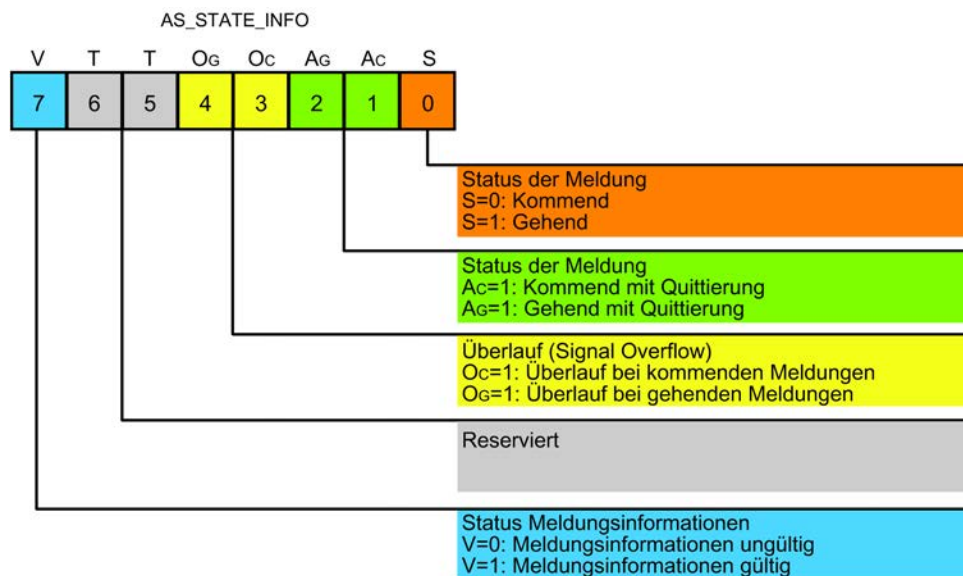 AS_STATE_INFO
V T T OG OC AG AC S
7 6 5 4 3 2 1 0
Status der Meldung
S=0: Kommend
S=1: Gehend
Status der Meldung
AC=1: Kommend mit Quittierung
AG=1: Gehend mit Quittierung
Überlauf (Signal Overflow)
OC=1: Überlauf bei kommenden Meldungen
OG=1: Überlauf bei gehenden Meldungen
Reserviert
Status Meldungsinformationen
V=0: Meldungsinformationen ungültig
V=1: Meldungsinformationen gültig